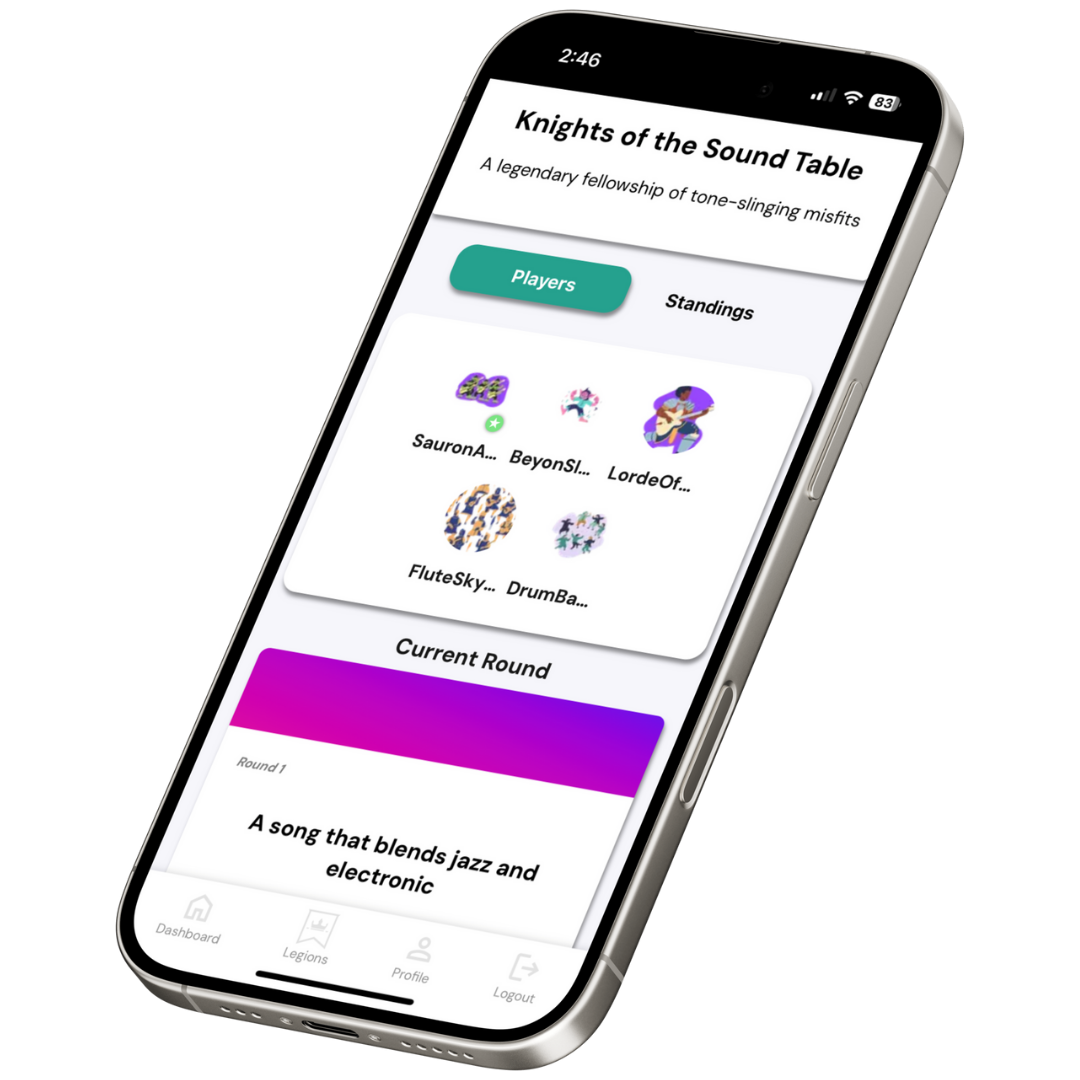 2:46
83
Knights of the Sound Table
A legendary fellowship of tone-slinging misfits
Players
Standings
SauronA...
BeyonSl...
LordeOf...
FluteSky...
DrumBa...
Current Round
Round 1
A song that blends jazz and
electronic
Dashboard
Legions
Profile
Logout